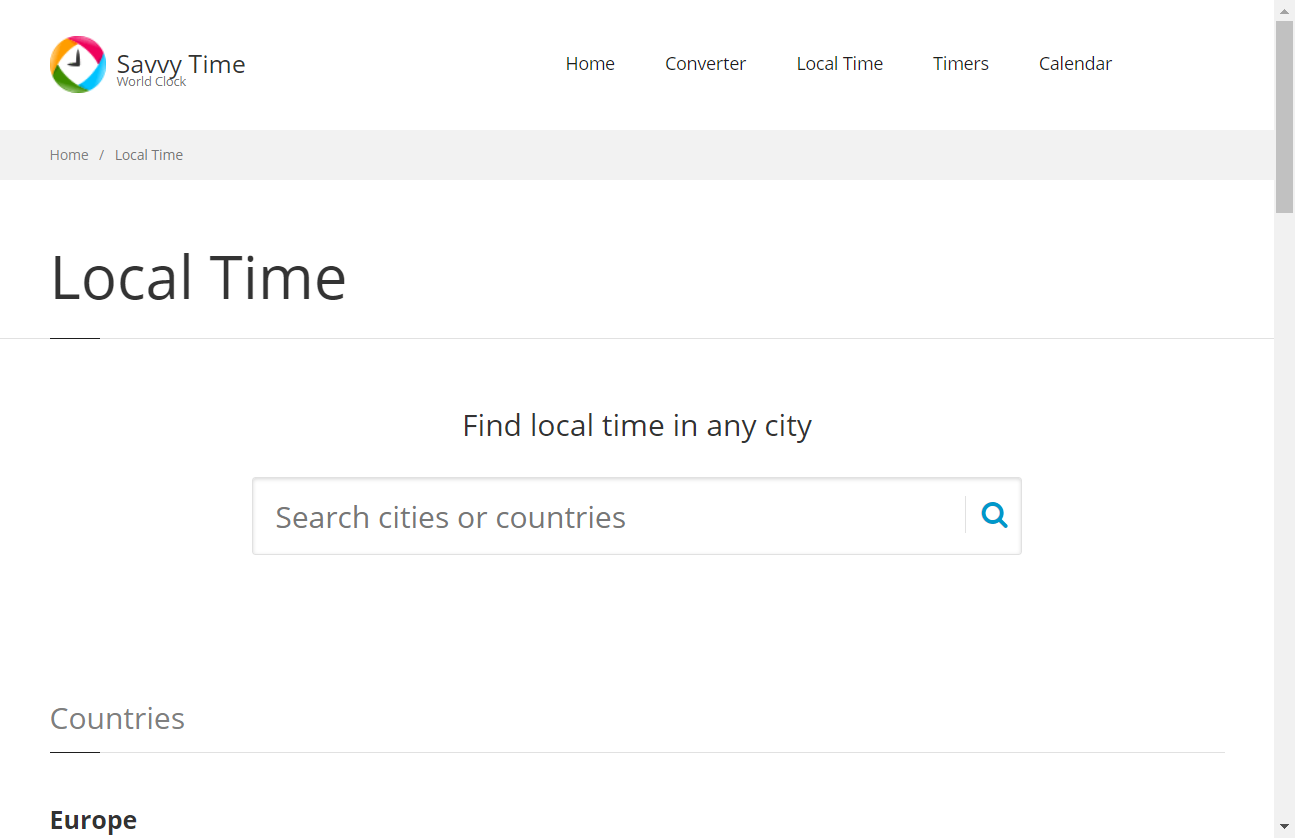 Savvy Time
World Clock
Home
Converter
Local Time
Timers
Calendar
Home / Local Time
Local Time
Find local time in any city
Search cities or countries
Countries
Europe